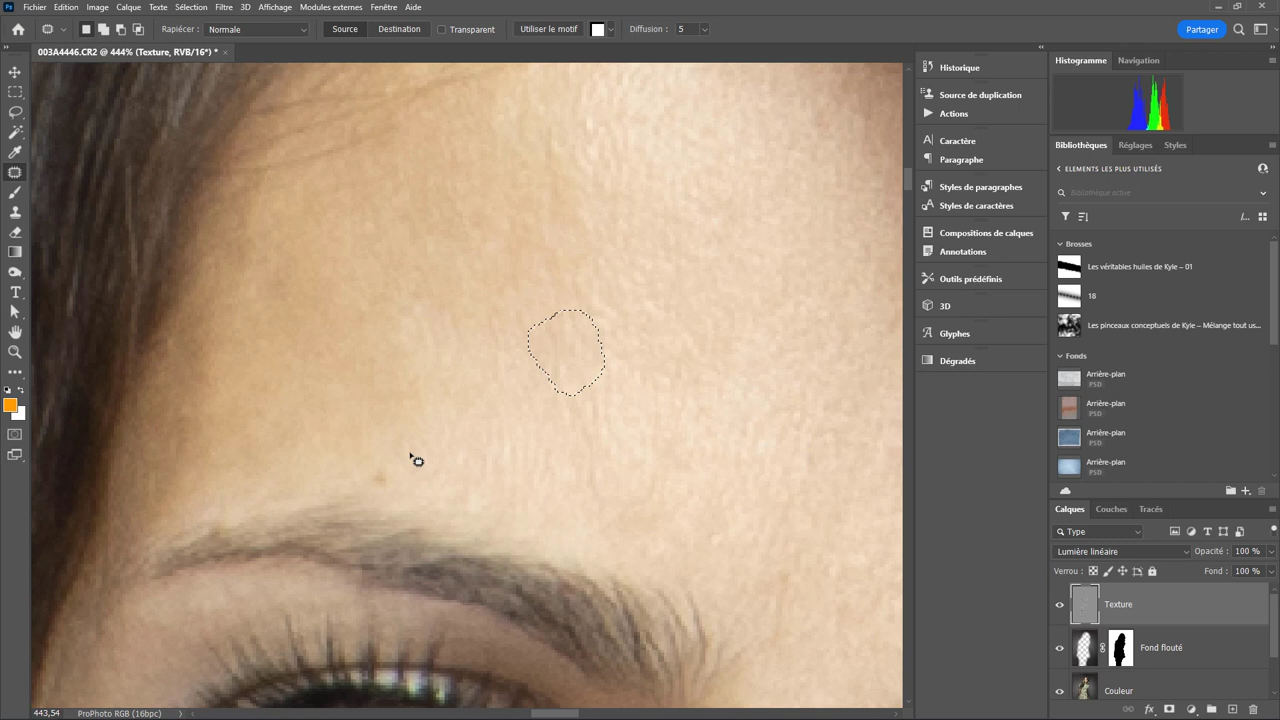 Ps Fichier Edition Image Calque Texte Sélection Filtre 3D Affichage Modules externes Fenêtre Aide
Rapiécer : Normale Source Destination Transparent Utiliser le motif Diffusion : 5 Partager
003A4446.CR2 @ 444% (Texture, RVB/16*) * ×
Historique
Source de duplication
Actions
Caractère
Paragraphe
Styles de paragraphes
Styles de caractères
Compositions de calques
Annotations
Outils prédéfinis
3D
Glyphes
Dégradés
Histogramme Navigation
Bibliothèques Réglages Styles
ELEMENTS LES PLUS UTILISÉS
Bibliothèque active
Brosses
Les véritables huiles de Kyle – 01
18
Les pinceaux conceptuels de Kyle – Mélange tout us...
Fonds
Arrière-plan
PSD
Arrière-plan
PSD
Arrière-plan
PSD
Arrière-plan
PSD
Calques Couches Tracés
Type
Lumière linéaire Opacité : 100 %
Verrou : Fond : 100 %
Texture
Fond flouté
Couleur
443,54 ProPhoto RGB (16bpc)